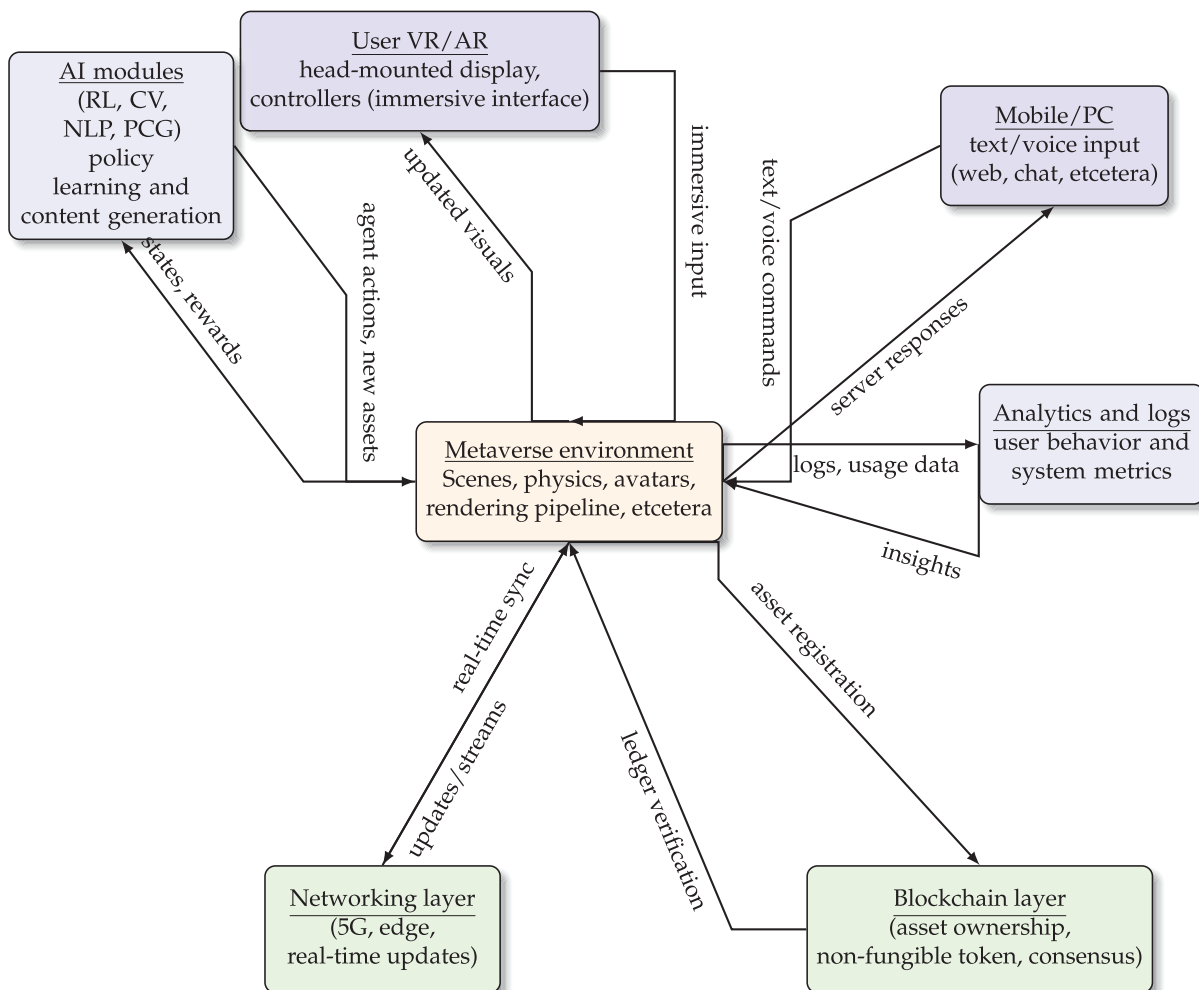 User VR/AR
head-mounted display,
controllers (immersive interface)
AI modules
(RL, CV,
NLP, PCG)
policy
learning and
content generation
Mobile/PC
text/voice input
(web, chat, etcetera)
updated visuals
immersive input
text/voice commands
agent actions, new assets
states, rewards
server responses
Analytics and logs
user behavior and
system metrics
Metaverse environment
Scenes, physics, avatars,
rendering pipeline, etcetera
logs, usage data
insights
real-time sync
asset registration
updates/streams
ledger verification
Networking layer
(5G, edge,
real-time updates)
Blockchain layer
(asset ownership,
non-fungible token, consensus)